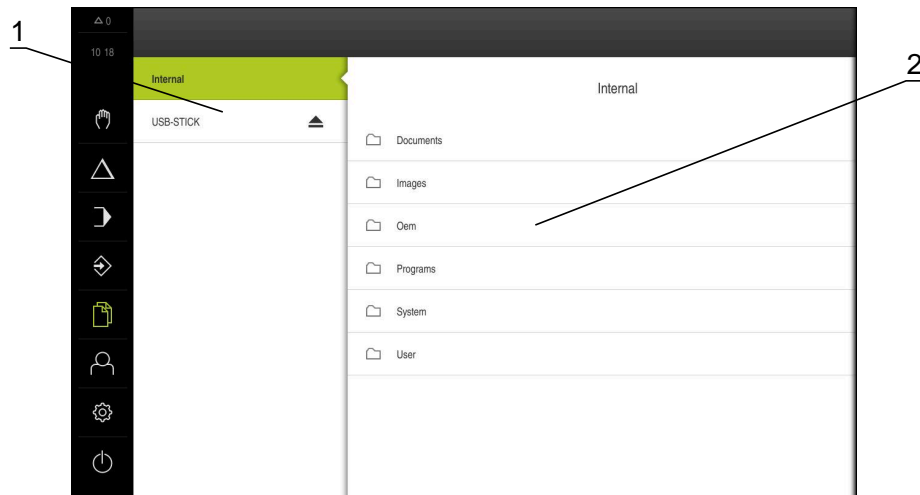 1
2
△ 0
10 18
Internal
USB-STICK
Internal
Documents
Images
Oem
Programs
System
User